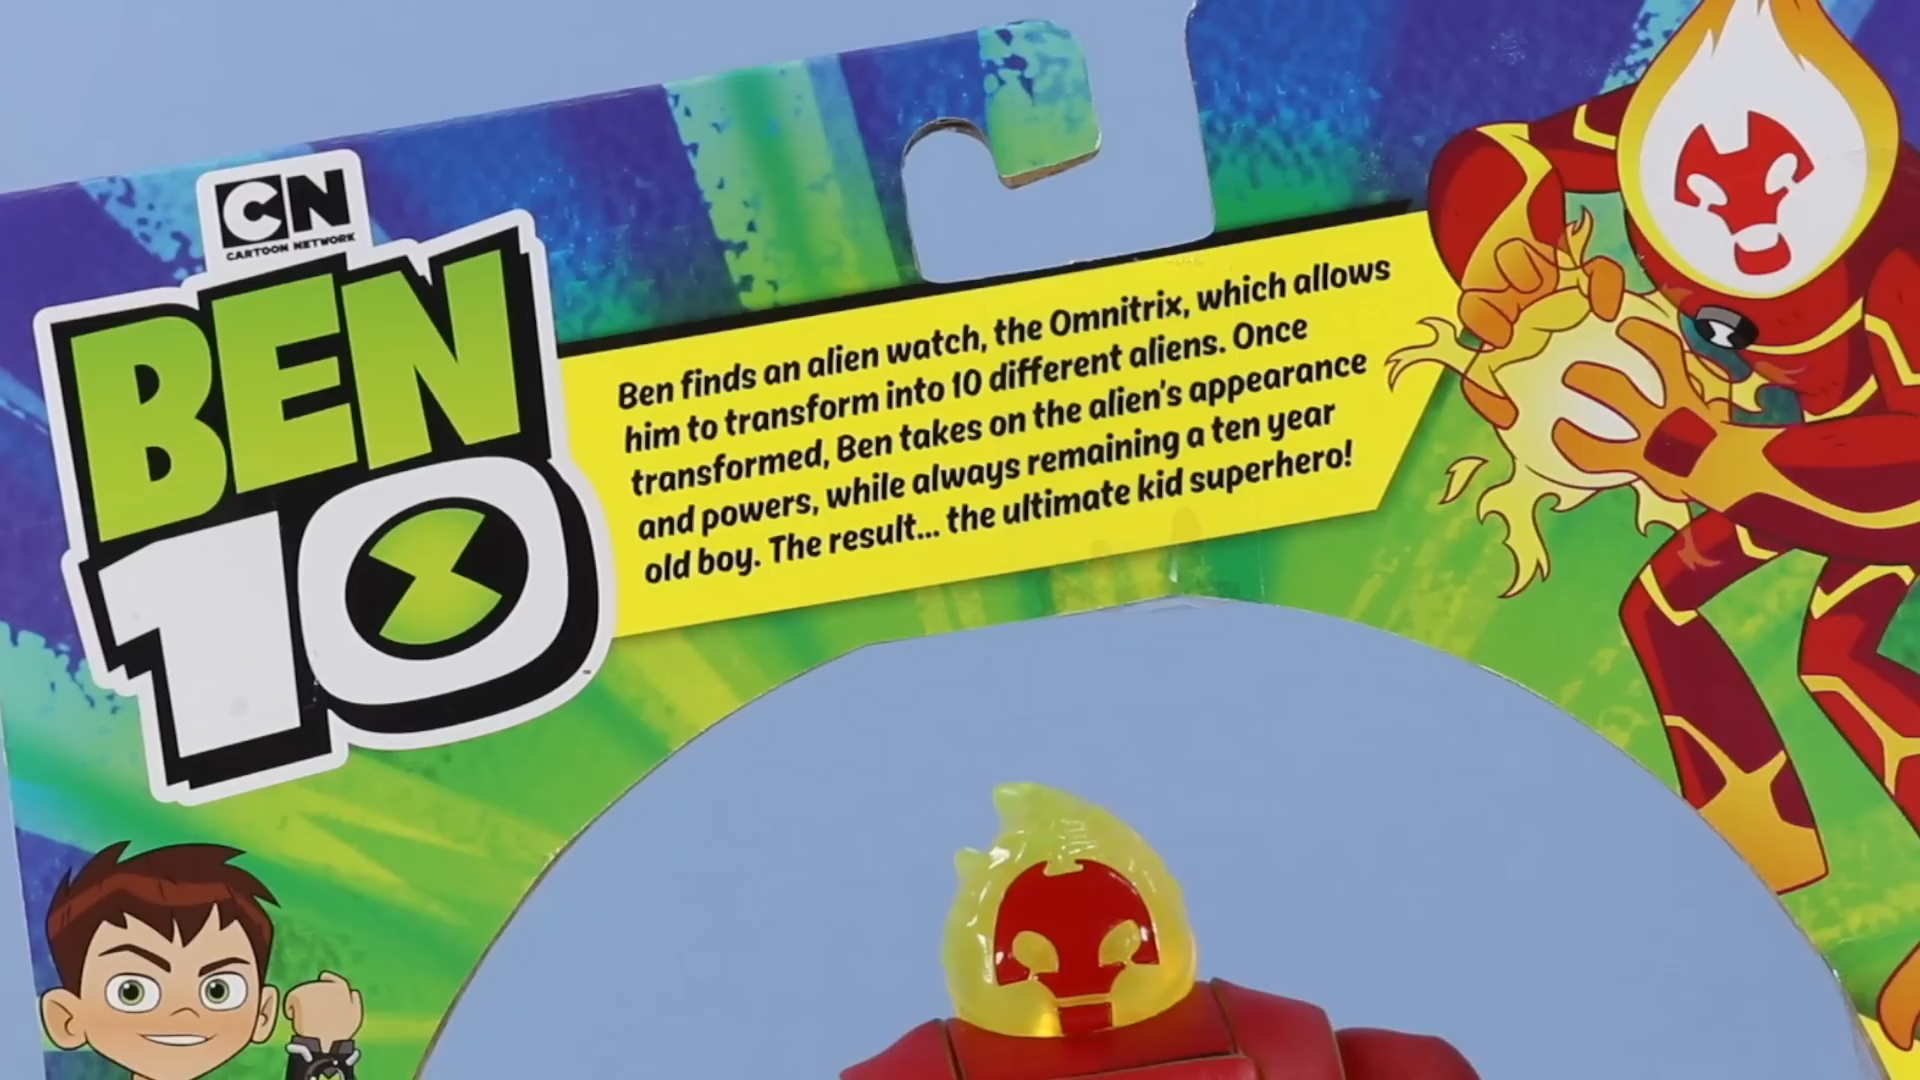 CN
CARTOON NETWORK
BEN
10
Ben finds an alien watch, the Omnitrix, which allows
him to transform into 10 different aliens. Once
transformed, Ben takes on the alien's appearance
and powers, while always remaining a ten year
old boy. The result... the ultimate kid superhero!